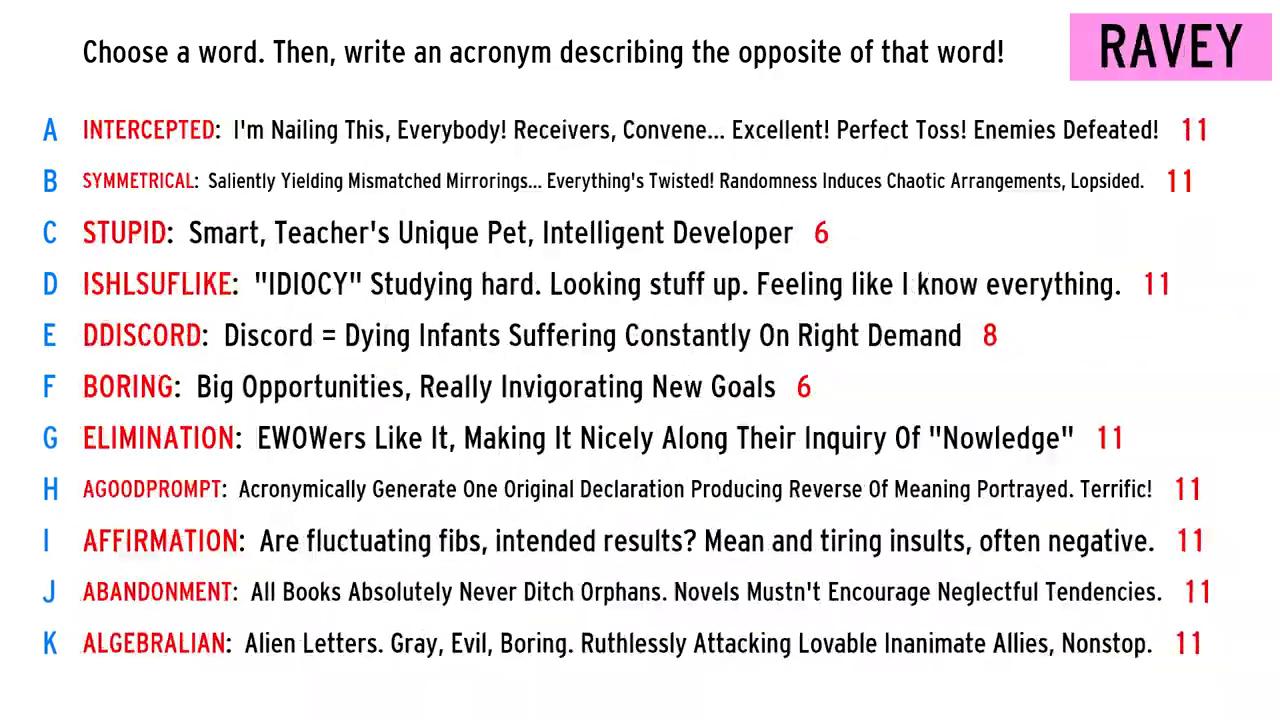 Choose a word. Then, write an acronym describing the opposite of that word!
RAVEY
A INTERCEPTED: I'm Nailing This, Everybody! Receivers, Convene... Excellent! Perfect Toss! Enemies Defeated! 11
B SYMMETRICAL: Saliently Yielding Mismatched Mirrorings... Everything's Twisted! Randomness Induces Chaotic Arrangements, Lopsided. 11
C STUPID: Smart, Teacher's Unique Pet, Intelligent Developer 6
D ISHLSUFLIKE: "IDIOCY" Studying hard. Looking stuff up. Feeling like I know everything. 11
E DDISCORD: Discord = Dying Infants Suffering Constantly On Right Demand 8
F BORING: Big Opportunities, Really Invigorating New Goals 6
G ELIMINATION: EWOWers Like It, Making It Nicely Along Their Inquiry Of "Nowledge" 11
H AGOODPROMPT: Acronymically Generate One Original Declaration Producing Reverse Of Meaning Portrayed. Terrific! 11
I AFFIRMATION: Are fluctuating fibs, intended results? Mean and tiring insults, often negative. 11
J ABANDONMENT: All Books Absolutely Never Ditch Orphans. Novels Mustn't Encourage Neglectful Tendencies. 11
K ALGEBRALIAN: Alien Letters. Gray, Evil, Boring. Ruthlessly Attacking Lovable Inanimate Allies, Nonstop. 11